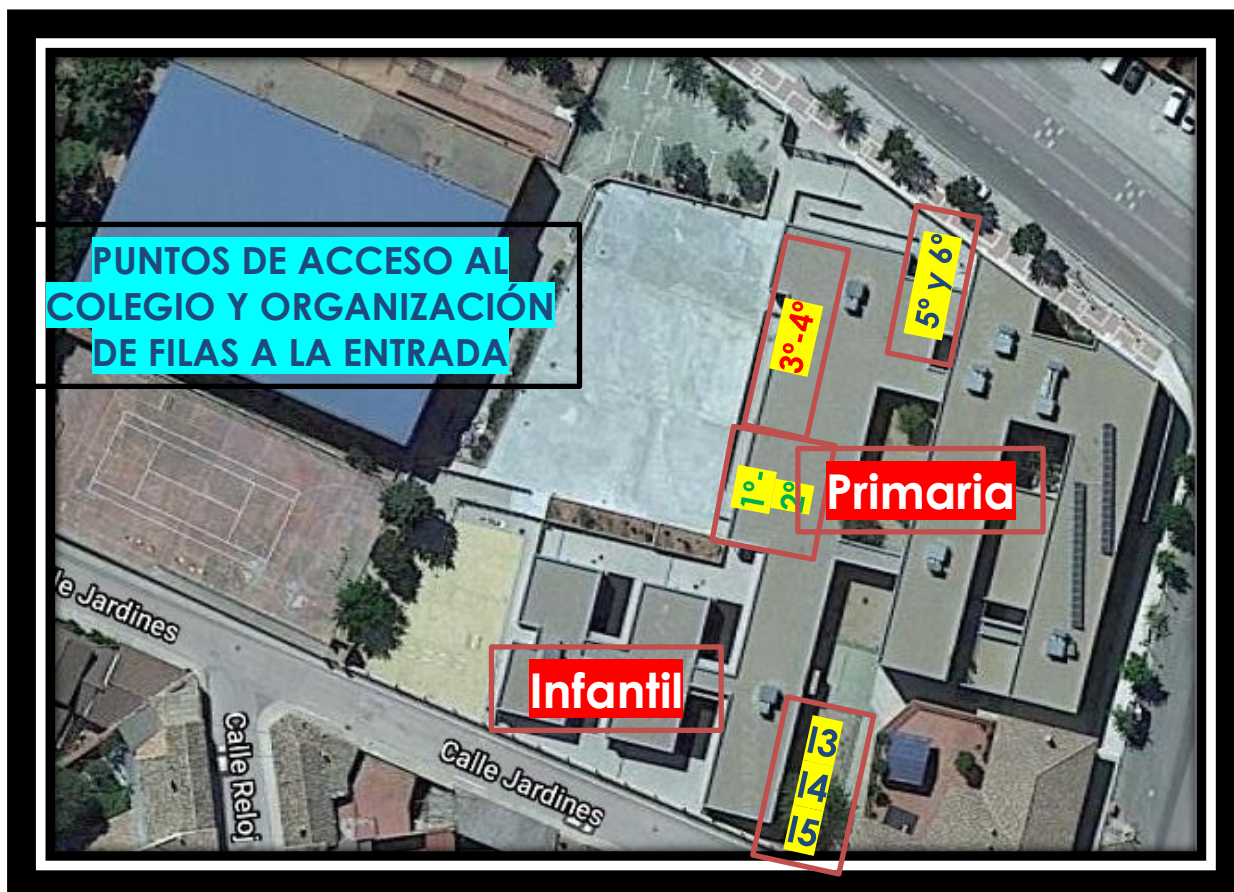 PUNTOS DE ACCESO AL
COLEGIO Y ORGANIZACIÓN
DE FILAS A LA ENTRADA
5º y 6º
3º-4º
1º-
2º
Primaria
Infantil
I3
I4
I5
le Jardines
Calle Reloj
Calle Jardines